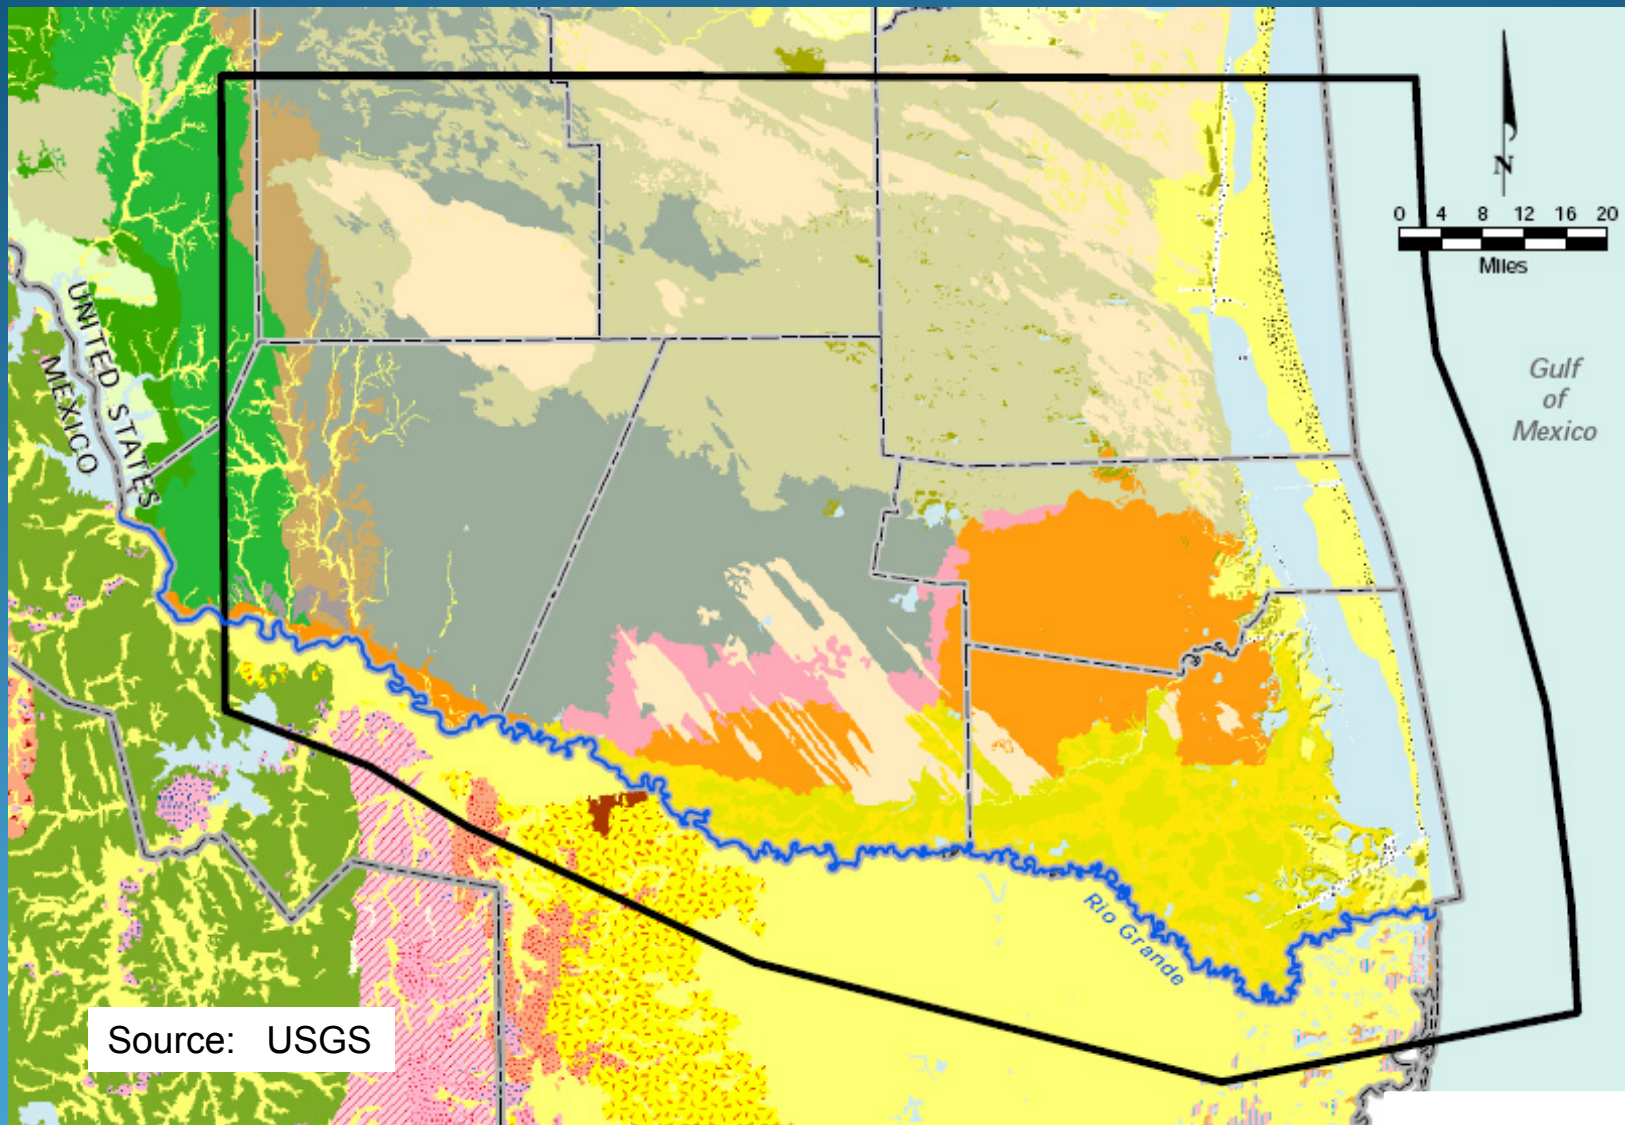 N
0 4 8 12 16 20
Miles
UNITED STATES
MEXICO
Gulf
of
Mexico
Rio Grande
Source: USGS